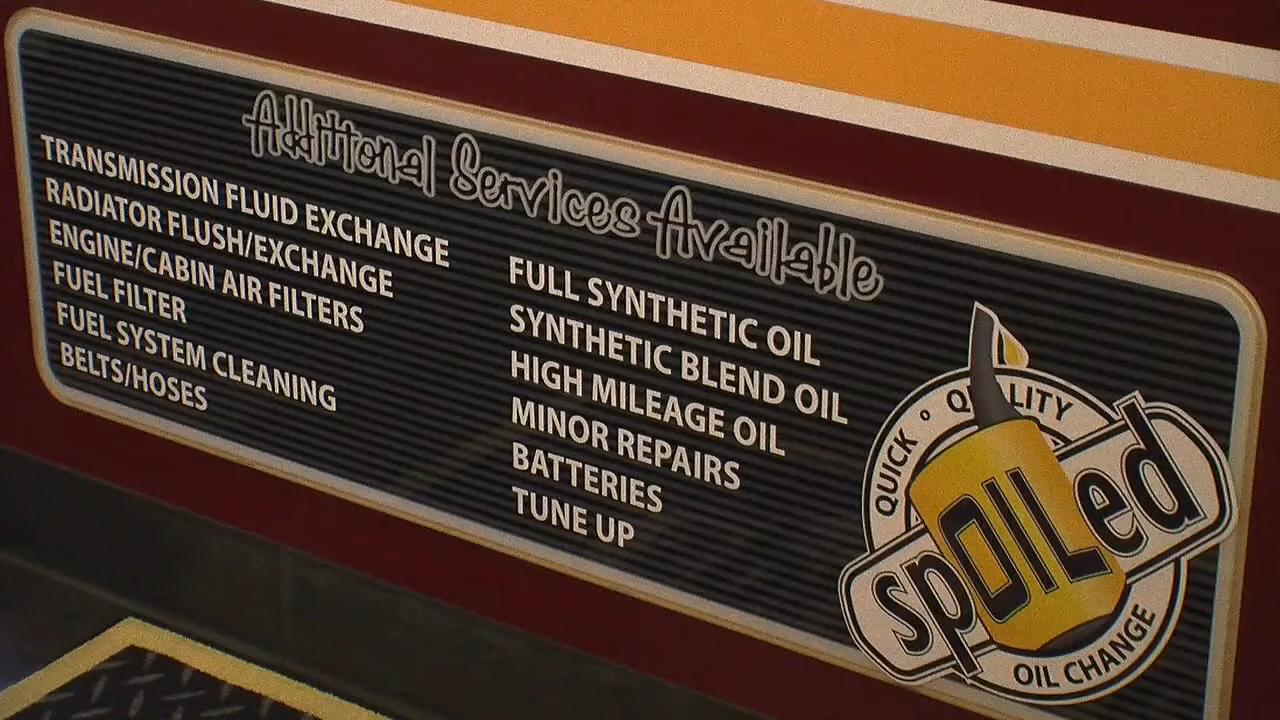 Additional Services Available
TRANSMISSION FLUID EXCHANGE
RADIATOR FLUSH/EXCHANGE
ENGINE/CABIN AIR FILTERS
FUEL FILTER
FUEL SYSTEM CLEANING
BELTS/HOSES
FULL SYNTHETIC OIL
SYNTHETIC BLEND OIL
HIGH MILEAGE OIL
MINOR REPAIRS
BATTERIES
TUNE UP
QUICK ° QUALITY
spOILed
OIL CHANGE